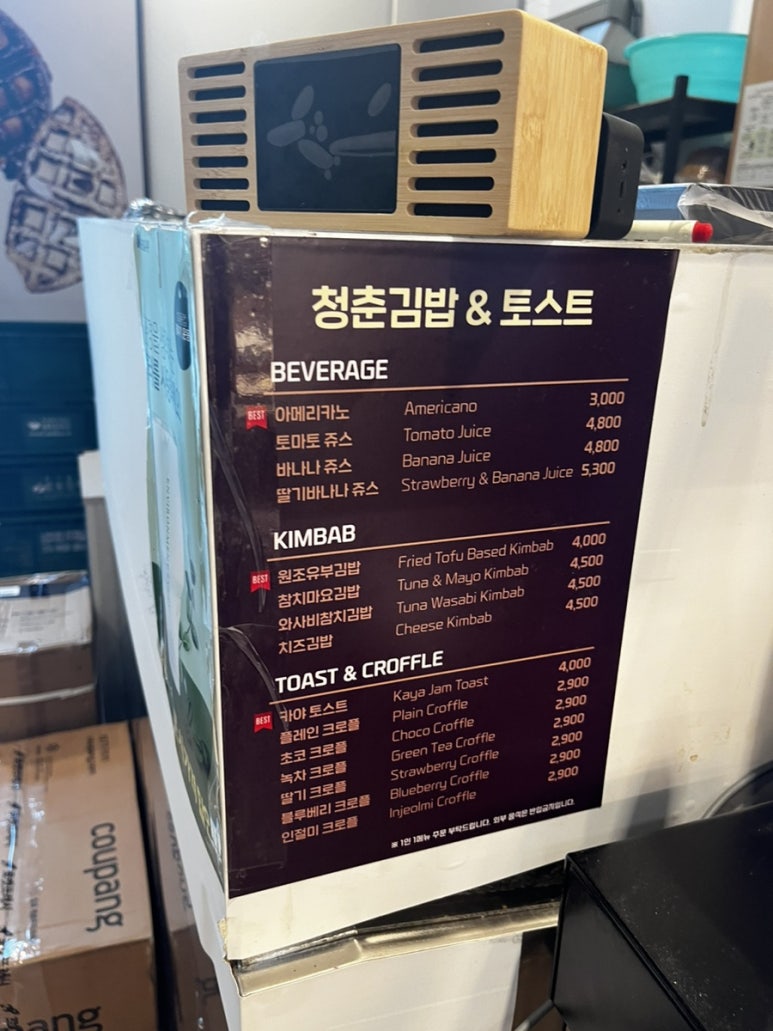 청춘김밥 & 토스트
BEVERAGE
BEST 아메리카노 Americano 3,000
토마토 쥬스 Tomato Juice 4,800
바나나 쥬스 Banana Juice 4,800
딸기바나나 쥬스 Strawberry & Banana Juice 5,300
KIMBAB
BEST 원조유부김밥 Fried Tofu Based Kimbab 4,000
참치마요김밥 Tuna & Mayo Kimbab 4,500
와사비참치김밥 Tuna Wasabi Kimbab 4,500
치즈김밥 Cheese Kimbab 4,500
TOAST & CROFFLE
BEST 카야 토스트 Kaya Jam Toast 4,000
플레인 크로플 Plain Croffle 2,900
초코 크로플 Choco Croffle 2,900
녹차 크로플 Green Tea Croffle 2,900
딸기 크로플 Strawberry Croffle 2,900
블루베리 크로플 Blueberry Croffle 2,900
인절미 크로플 Injeolmi Croffle 2,900
※ 1인 1메뉴 주문 부탁드립니다. 외부 음식은 반입금지입니다.
coupang